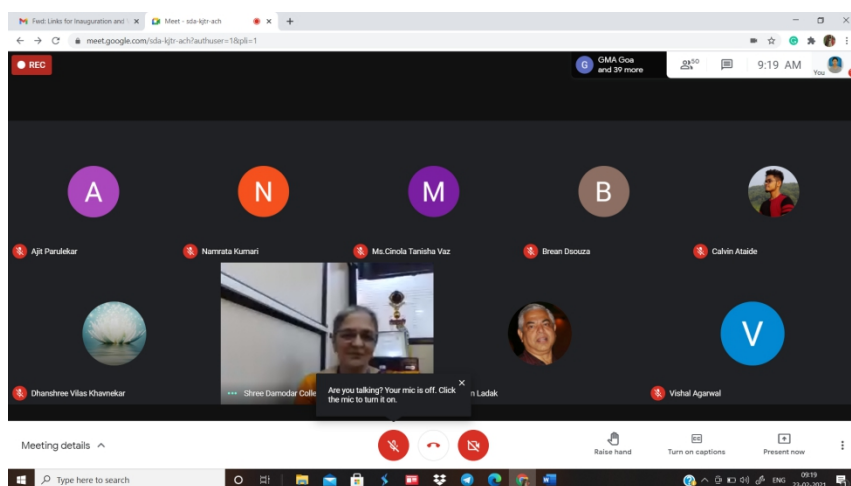 Fwd: Links for Inauguration and
Meet - sda-kjtr-ach
meet.google.com/sda-kjtr-ach?authuser=1&pli=1
REC
G
GMA Goa
and 39 more
50
9:19 AM
You
A
N
M
B
Ajit Parulekar
Namrata Kumari
Ms.Cinola Tanisha Vaz
Brean Dsouza
Calvin Ataide
V
Dhanshree Vilas Khavnekar
Shree Damodar Colle
n Ladak
Vishal Agarwal
Are you talking? Your mic is off. Click
the mic to turn it on.
Meeting details
Raise hand
Turn on captions
Present now
Type here to search
ENG
09:19
23-02-2021